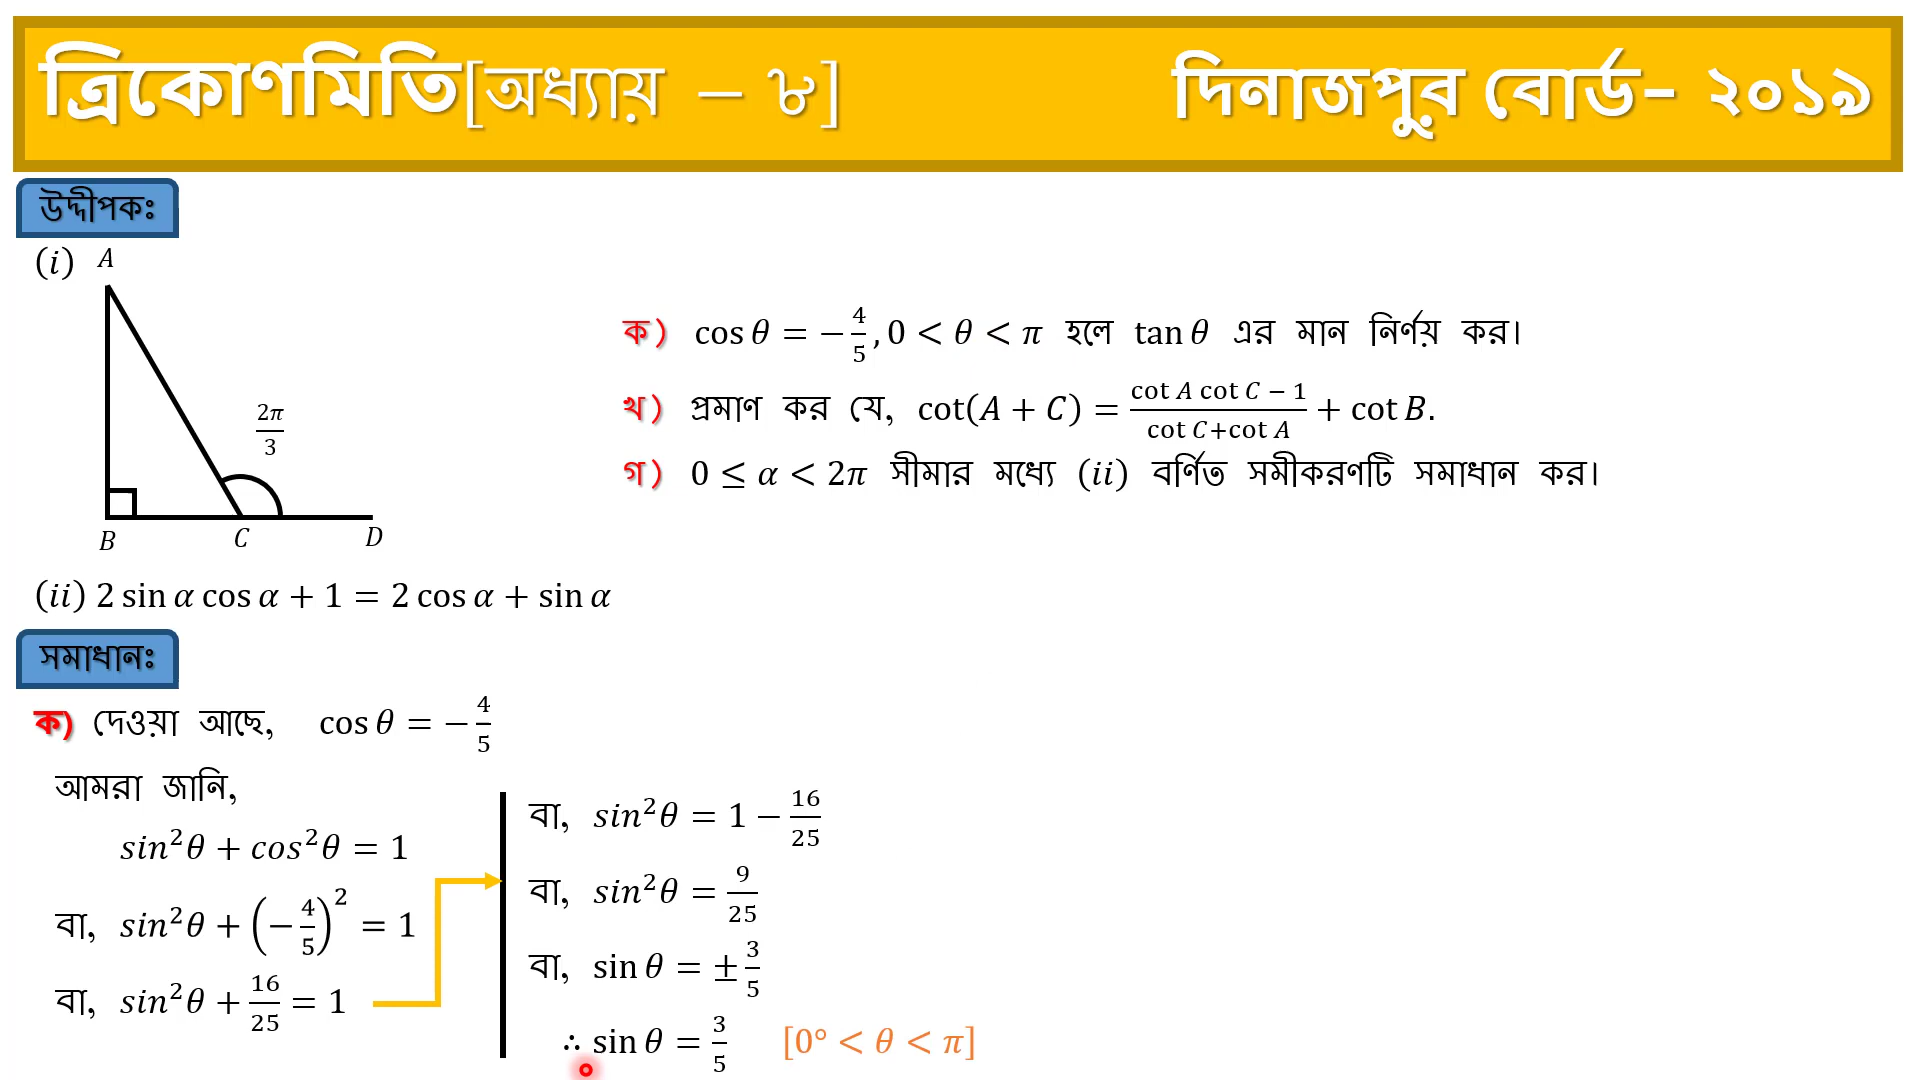 ত্রিকোণমিতি[অধ্যায় – ৮] দিনাজপুর বোর্ড– ২০১৯
উদ্দীপকঃ
(i) A
2π/3
B C D
(ii) 2 sin α cos α + 1 = 2 cos α + sin α
ক) cos θ = − 4/5 , 0 < θ < π হলে tan θ এর মান নির্ণয় কর।
খ) প্রমাণ কর যে, cot(A + C) = (cot A cot C − 1)/(cot C+cot A) + cot B.
গ) 0 ≤ α < 2π সীমার মধ্যে (ii) বর্ণিত সমীকরণটি সমাধান কর।
সমাধানঃ
ক) দেওয়া আছে, cos θ = − 4/5
আমরা জানি,
sin²θ + cos²θ = 1
বা, sin²θ + (− 4/5)² = 1
বা, sin²θ + 16/25 = 1
বা, sin²θ = 1 − 16/25
বা, sin²θ = 9/25
বা, sin θ = ± 3/5
∴ sin θ = 3/5 [0° < θ < π]